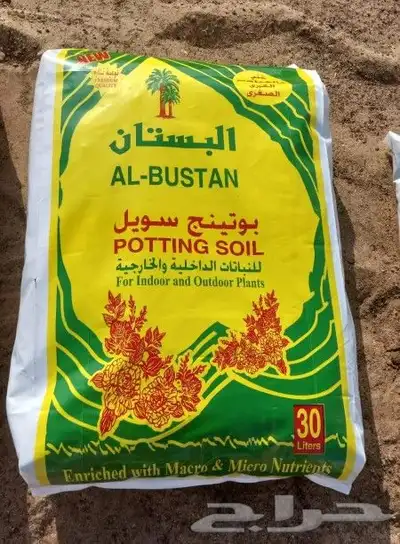 NEW
البستان
AL-BUSTAN
بوتينج سويل
POTTING SOIL
للنباتات الداخلية والخارجية
For Indoor and Outdoor Plants
30
Liters
Enriched with Macro & Micro Nutrients
حراج